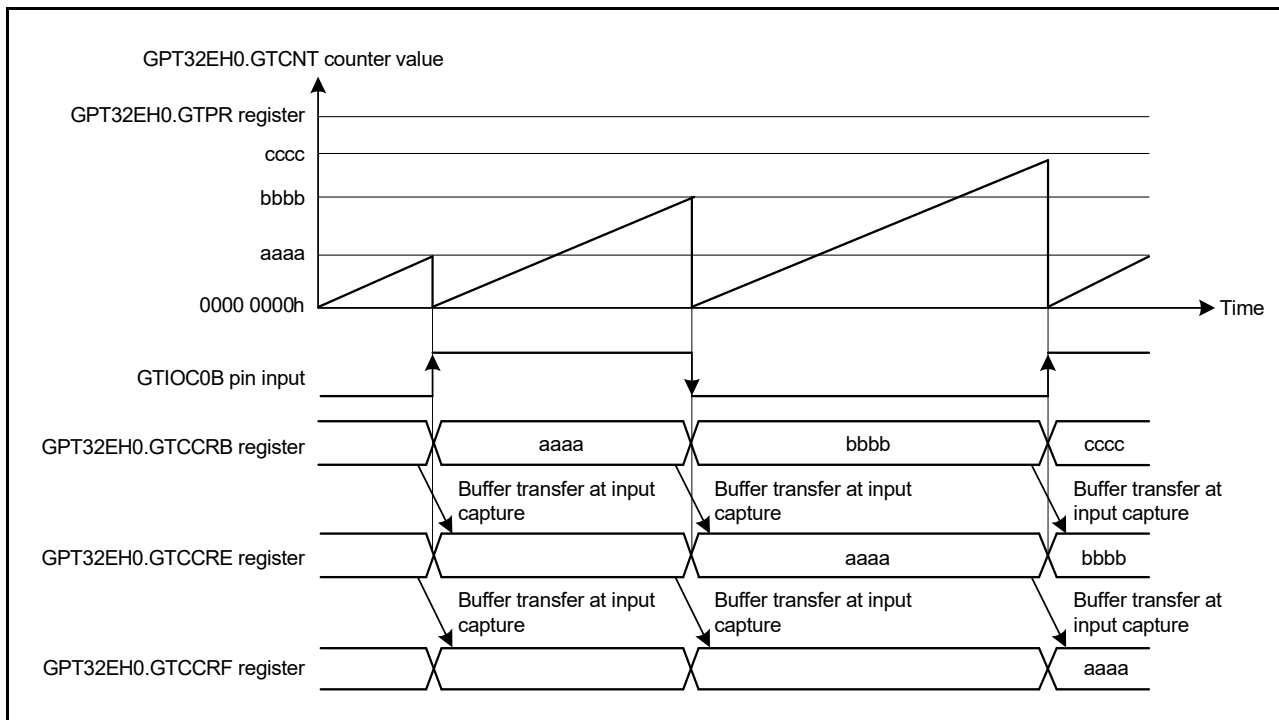 GPT32EH0.GTCNT counter value
GPT32EH0.GTPR register
cccc
bbbb
aaaa
0000 0000h
Time
GTIOC0B pin input
GPT32EH0.GTCCRB register
aaaa
bbbb
cccc
Buffer transfer at input
capture
Buffer transfer at input
capture
Buffer transfer at
input capture
GPT32EH0.GTCCRE register
aaaa
bbbb
Buffer transfer at input
capture
Buffer transfer at input
capture
Buffer transfer at
input capture
GPT32EH0.GTCCRF register
aaaa